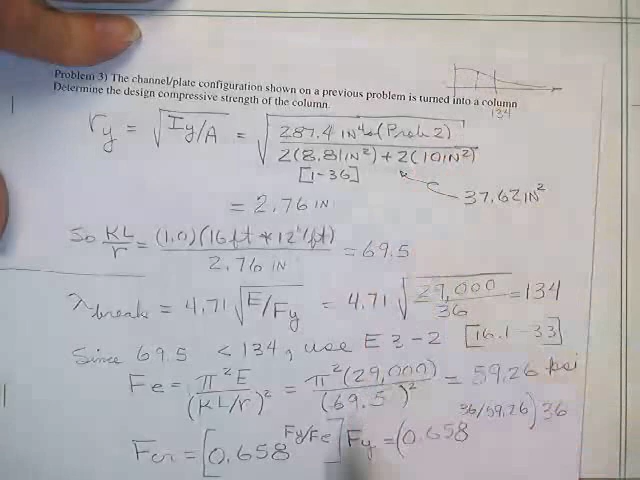 Problem 3) The channel/plate configuration shown on a previous problem is turned into a column
Determine the design compressive strength of the column.
134
r_y = √(I_y/A) = √(287.4 IN⁴ (Prob 2) / 2(8.81 IN²) + 2(10 IN²))
[1-36]
37.62 IN²
= 2.76 IN
So KL/r = (1.0)(16 ft * 12"/ft) / 2.76 IN = 69.5
λ break = 4.71 √(E/Fy) = 4.71 √(29,000/36) = 134
Since 69.5 < 134, use E3-2 [16.1-33]
Fe = π²E/(KL/r)² = π²(29,000)/(69.5)² = 59.26 ksi
Fcr = [0.658^(Fy/Fe)] Fy = (0.658^(36/59.26)) 36